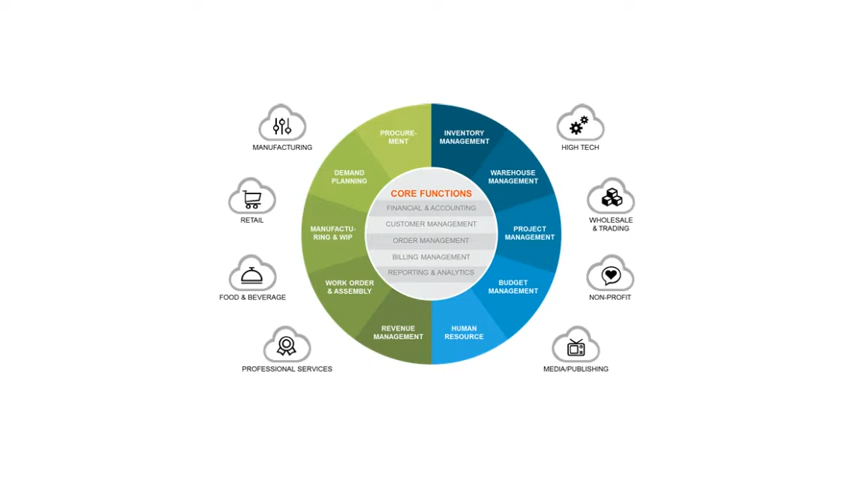 MANUFACTURING
RETAIL
FOOD & BEVERAGE
PROFESSIONAL SERVICES
PROCURE-
MENT
DEMAND
PLANNING
MANUFACTU-
RING & WIP
WORK ORDER
& ASSEMBLY
REVENUE
MANAGEMENT
CORE FUNCTIONS
FINANCIAL & ACCOUNTING
CUSTOMER MANAGEMENT
ORDER MANAGEMENT
BILLING MANAGEMENT
REPORTING & ANALYTICS
INVENTORY
MANAGEMENT
WAREHOUSE
MANAGEMENT
PROJECT
MANAGEMENT
BUDGET
MANAGEMENT
HUMAN
RESOURCE
HIGH TECH
WHOLESALE
& TRADING
NON-PROFIT
MEDIA/PUBLISHING